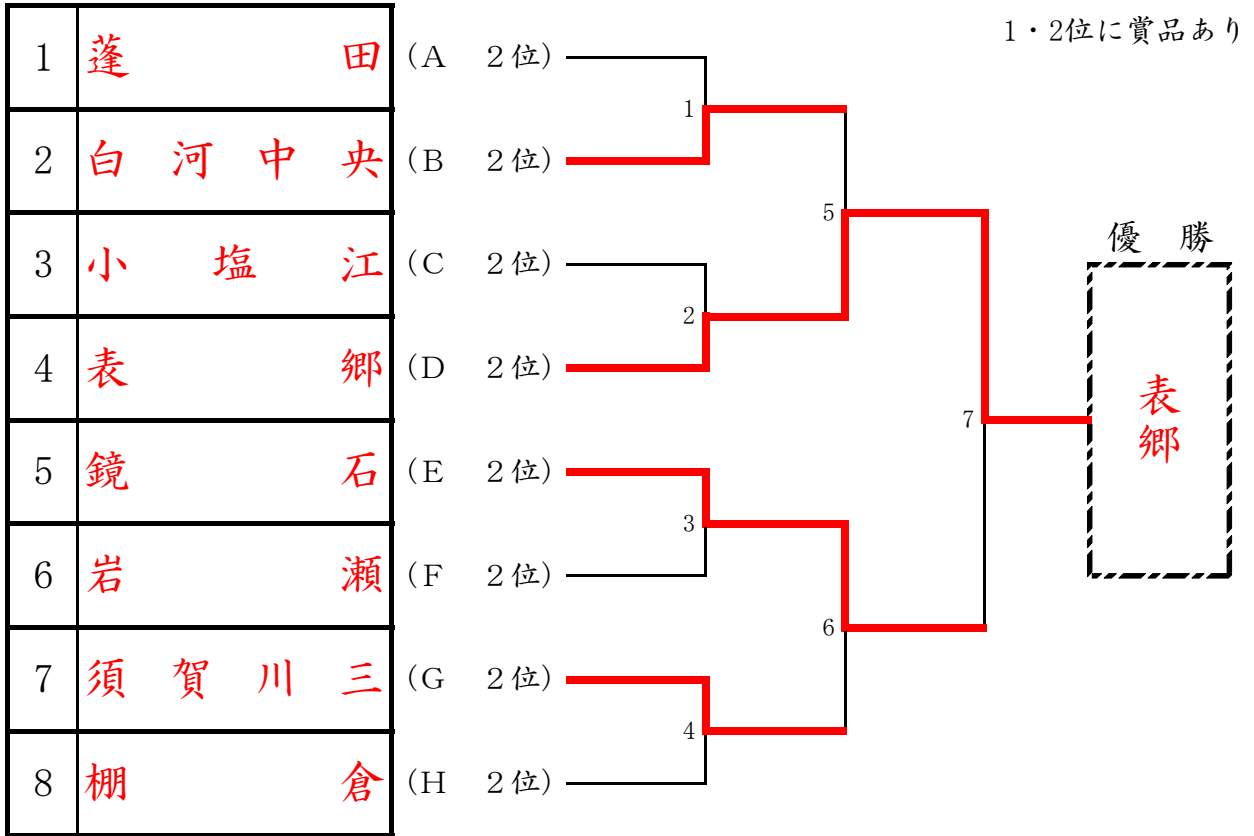 1・2位に賞品あり
1 蓬田 (A 2位)
2 白河中央 (B 2位)
3 小塩江 (C 2位)
4 表郷 (D 2位)
5 鏡石 (E 2位)
6 岩瀬 (F 2位)
7 須賀川三 (G 2位)
8 棚倉 (H 2位)
1
2
3
4
5
6
7
優勝
表郷